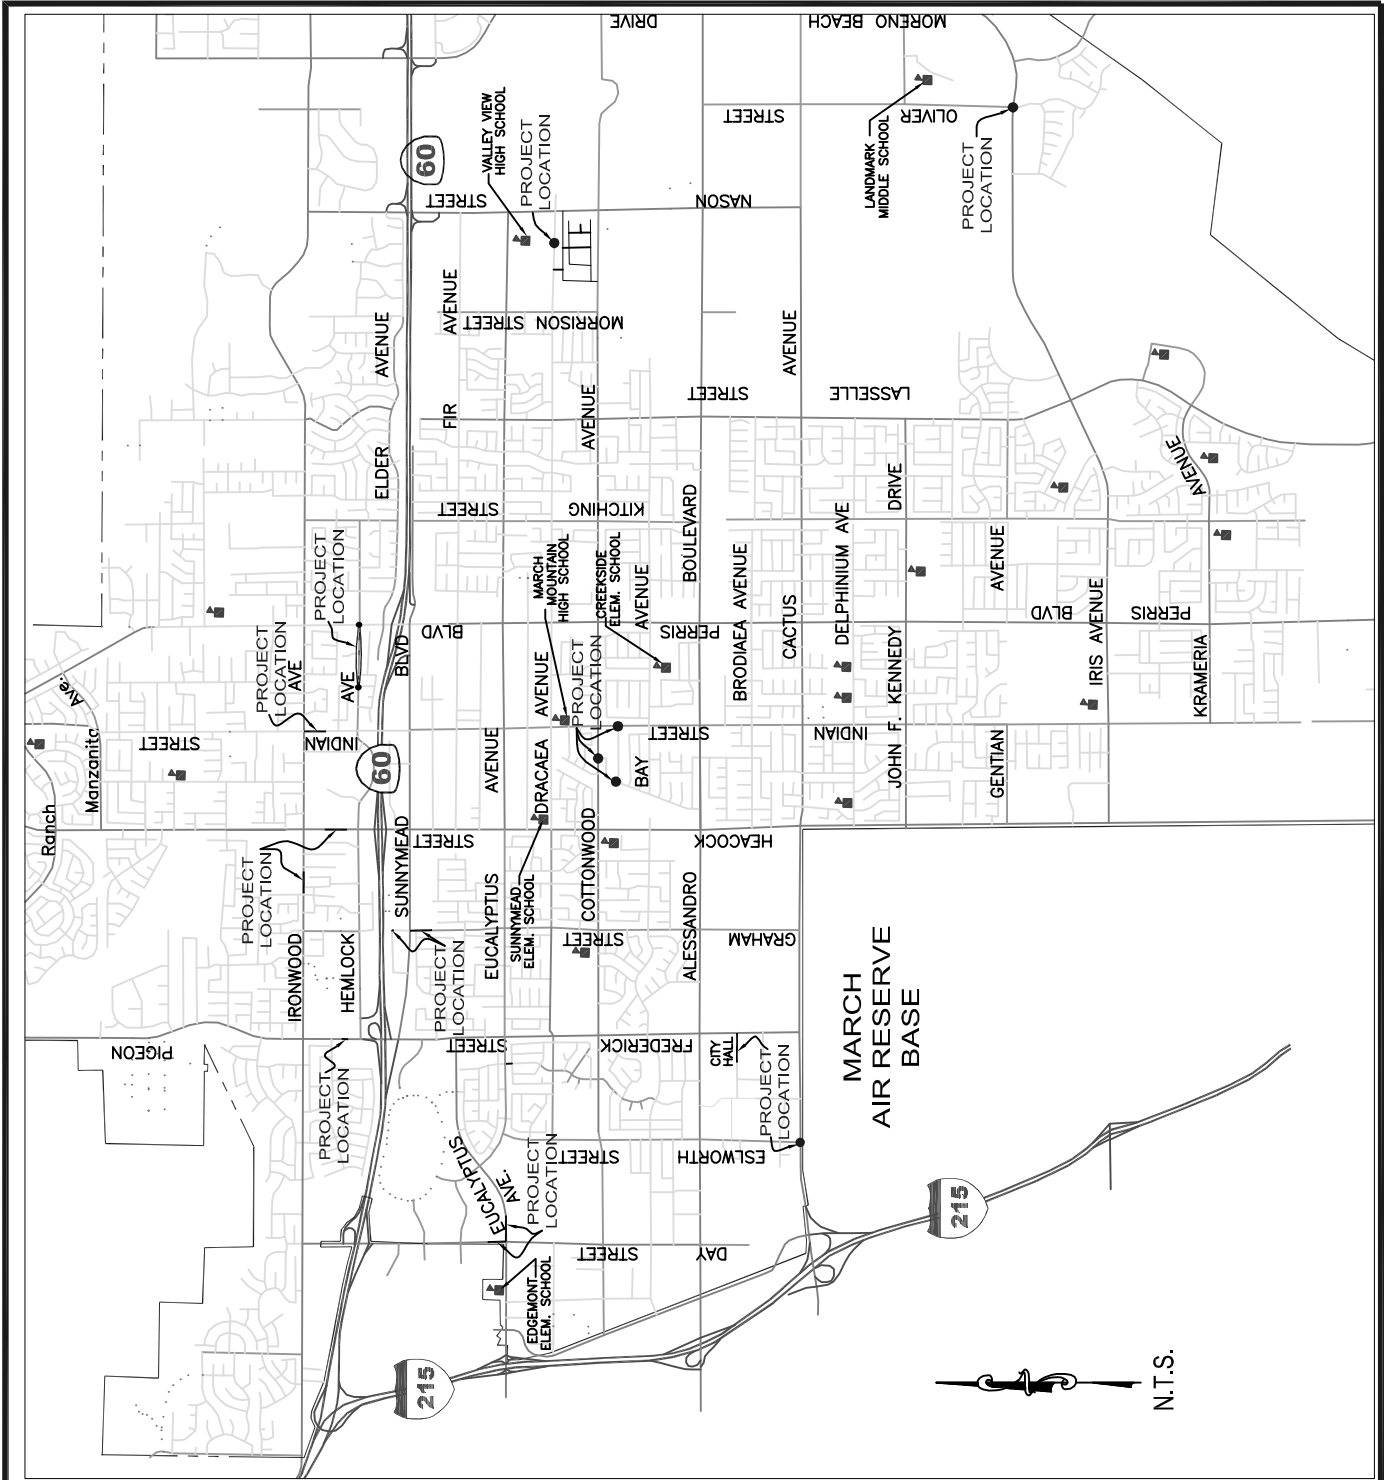 DRIVE
MORENO BEACH
60
VALLEY VIEW
HIGH SCHOOL
PROJECT
LOCATION
STREET
OLIVER
LANDMARK
MIDDLE SCHOOL
PROJECT
LOCATION
STREET
NASON
AVENUE
FIR
AVENUE
STREET
MORRISON
ELDER
AVENUE
AVENUE
STREET
LASSELLE
STREET
KITCHING
BOULEVARD
DRIVE
AVENUE
PROJECT
LOCATION
MARCH
MOUNTAIN
HIGH SCHOOL
CREEKSIDE
ELEM. SCHOOL
AVENUE
BRODIAEA AVENUE
CACTUS
DELPHINIUM AVE
AVENUE
IRIS AVENUE
BLVD
PERRIS
BLVD
PERRIS
PROJECT
LOCATION
AVE
AVE
BLVD
AVENUE
PROJECT
LOCATION
JOHN F. KENNEDY
KRAMERIA
Ave.
Manzanita
STREET
INDIAN
60
AVENUE
DRACAEA
STREET
BAY
INDIAN
GENTIAN
Ranch
PROJECT
LOCATION
SUNNYMEAD
STREET
HEACOCK
COTTONWOOD
SUNNYMEAD
ELEM. SCHOOL
EUCALYPTUS
ALESSANDRO
STREET
GRAHAM
IRONWOOD
HEMLOCK
PROJECT
LOCATION
MARCH
AIR RESERVE
BASE
PIGEON
STREET
FREDERICK
CITY
HALL
PROJECT
LOCATION
PROJECT
LOCATION
EUCALYPTUS
AVE.
PROJECT
LOCATION
STREET
ESLWORTH
215
STREET
DAY
EDGEMONT
ELEM. SCHOOL
215
N.T.S.